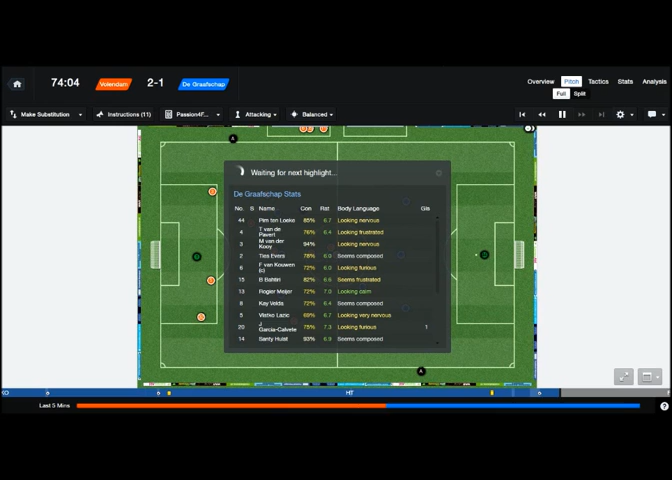 74:04 Volendam 2-1 De Graafschap Overview Pitch Tactics Stats Analysis
Full Split
Make Substitution Instructions (11) Attacking Balanced
A
Waiting for next highlight...
De Graafschap Stats
No. S Name Con Rat Body Language Gls
44 Pim ten Loeke 85% 6.7 Looking nervous
4 T van de Pavert 76% 6.4 Looking frustrated
3 M van der Kooy 94% Looking nervous
2 Ties Evers 78% 6.0 Seems composed
6 F van Kouwen (c) 72% 6.0 Looking furious
15 B Bahtiri 82% 6.6 Seems frustrated
13 Rogier Meijer 72% 7.0 Looking calm
8 Kay Velda 72% 6.4 Seems composed
5 Vlatko Lazic 69% 6.7 Looking very nervous
20 J Garcia-Calvete 75% 7.3 Looking furious 1
14 Santy Hulst 93% 6.9 Seems composed
A
KO HT
Last 5 Mins